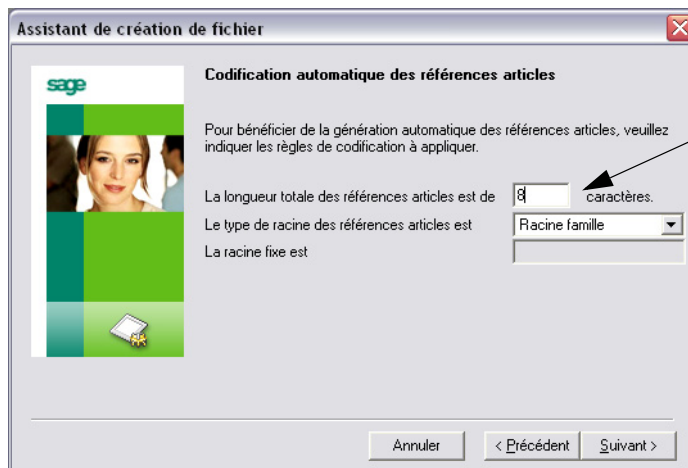 Assistant de création de fichier
sage
Codification automatique des références articles
Pour bénéficier de la génération automatique des références articles, veuillez
indiquer les règles de codification à appliquer.
La longueur totale des références articles est de 8 caractères.
Le type de racine des références articles est Racine famille
La racine fixe est
Annuler < Précédent Suivant >